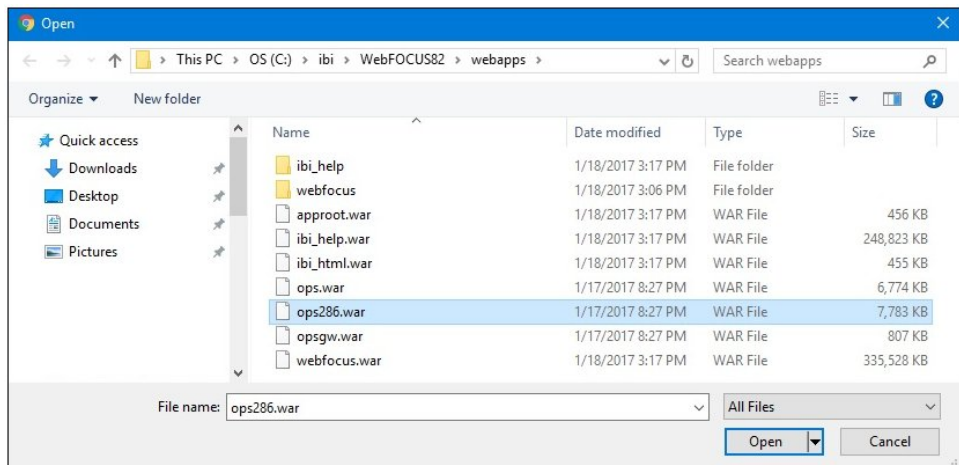 Open
This PC > OS (C:) > ibi > WebFOCUS82 > webapps >
Search webapps
Organize
New folder
?
Quick access
Downloads
Desktop
Documents
Pictures
Name Date modified Type Size
ibi_help 1/18/2017 3:17 PM File folder
webfocus 1/18/2017 3:06 PM File folder
approot.war 1/18/2017 3:17 PM WAR File 456 KB
ibi_help.war 1/18/2017 3:17 PM WAR File 248,823 KB
ibi_html.war 1/18/2017 3:17 PM WAR File 455 KB
ops.war 1/17/2017 8:27 PM WAR File 6,774 KB
ops286.war 1/17/2017 8:27 PM WAR File 7,783 KB
opsgw.war 1/17/2017 8:27 PM WAR File 807 KB
webfocus.war 1/18/2017 3:17 PM WAR File 335,528 KB
File name: ops286.war All Files
Open Cancel